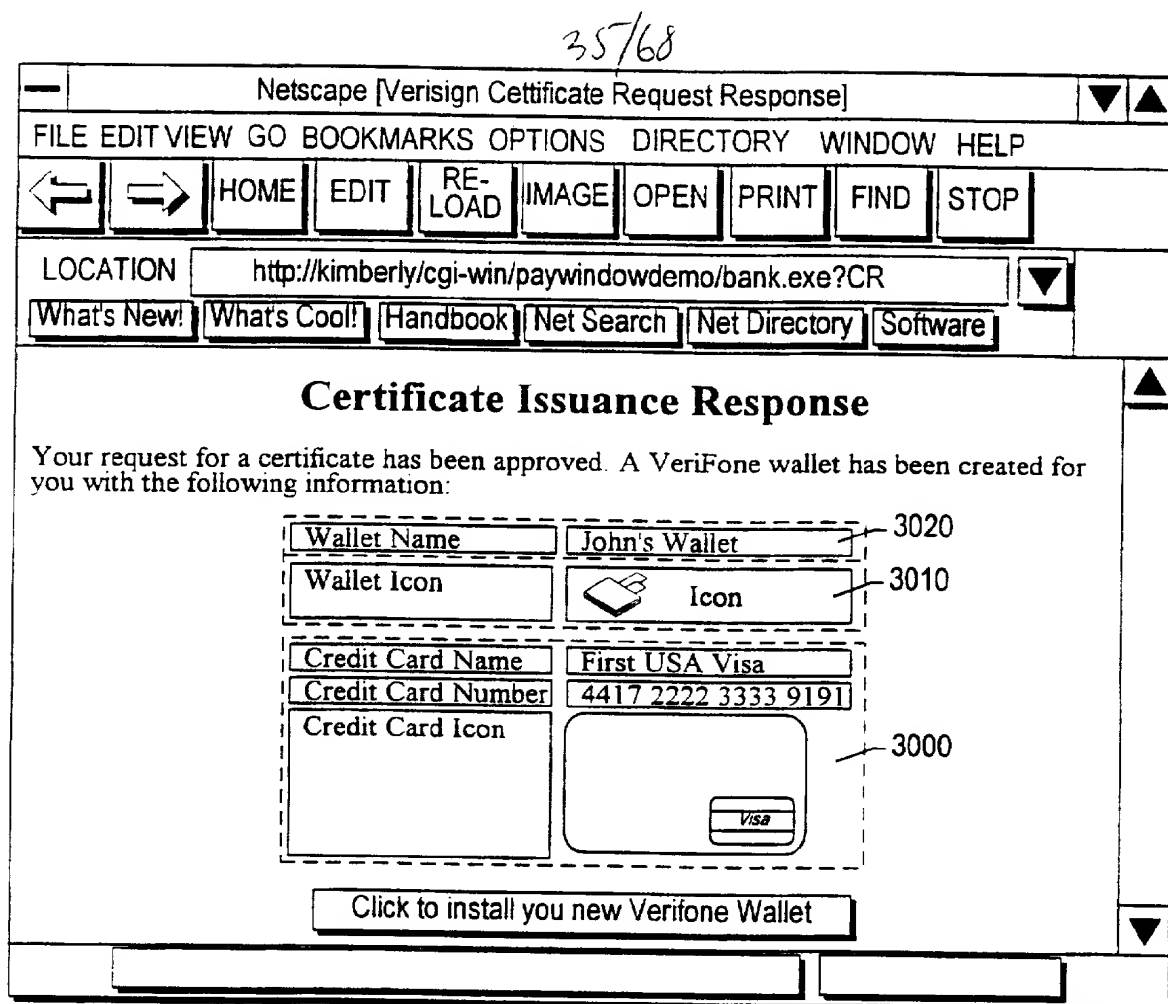 35/68
Netscape [Verisign Cettificate Request Response]
FILE EDIT VIEW GO BOOKMARKS OPTIONS DIRECTORY WINDOW HELP
HOME EDIT RE-LOAD IMAGE OPEN PRINT FIND STOP
LOCATION http://kimberly/cgi-win/paywindowdemo/bank.exe?CR
What's New! What's Cool! Handbook Net Search Net Directory Software
Certificate Issuance Response
Your request for a certificate has been approved. A VeriFone wallet has been created for
you with the following information:
Wallet Name John's Wallet 3020
Wallet Icon Icon 3010
Credit Card Name First USA Visa
Credit Card Number 4417 2222 3333 9191
Credit Card Icon 3000
Visa
Click to install you new Verifone Wallet